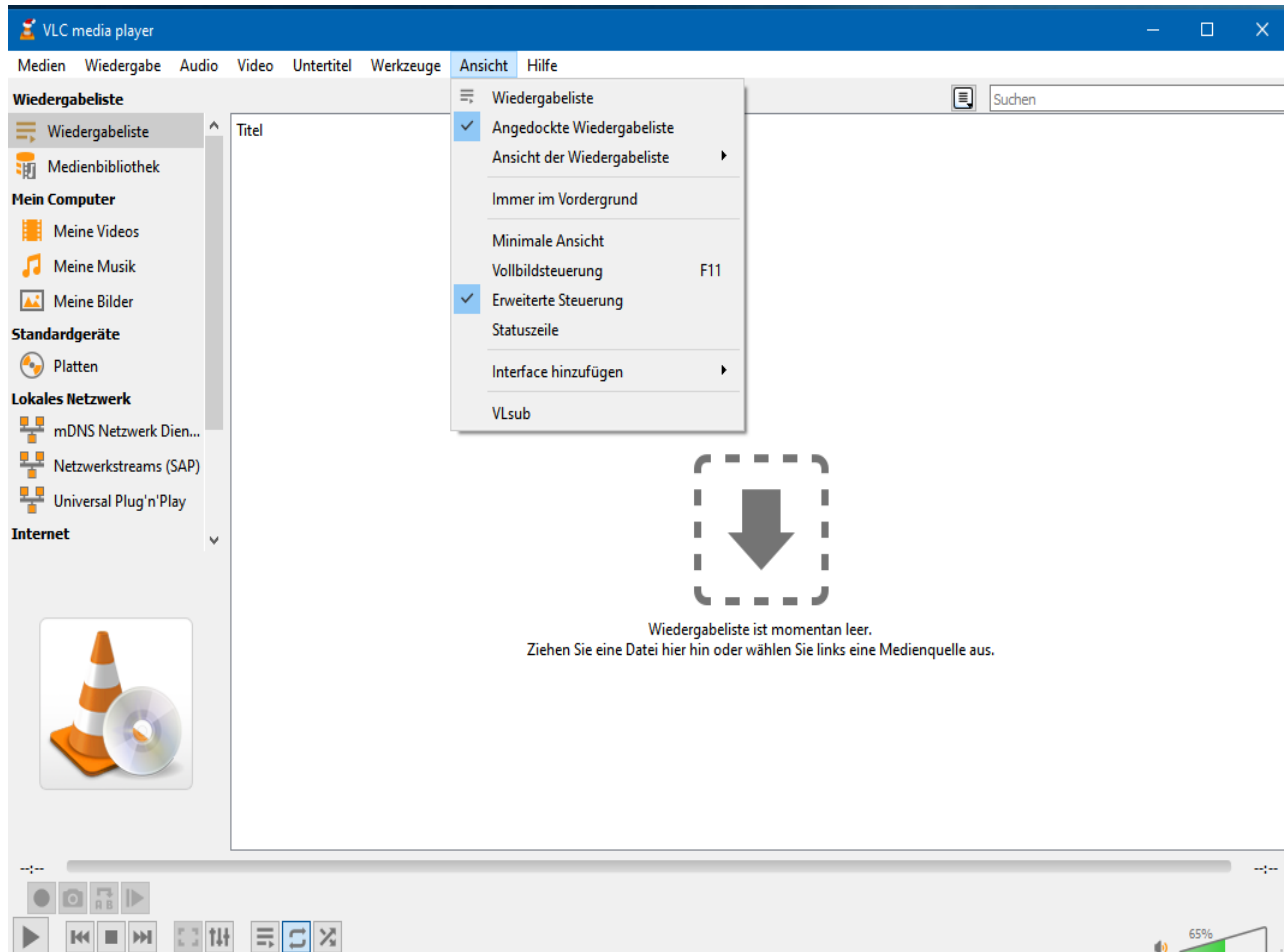 VLC media player
Medien Wiedergabe Audio Video Untertitel Werkzeuge Ansicht Hilfe
Wiedergabeliste
Suchen
Wiedergabeliste
Medienbibliothek
Mein Computer
Meine Videos
Meine Musik
Meine Bilder
Standardgeräte
Platten
Lokales Netzwerk
mDNS Netzwerk Dien...
Netzwerkstreams (SAP)
Universal Plug'n'Play
Internet
Titel
Wiedergabeliste
Angedockte Wiedergabeliste
Ansicht der Wiedergabeliste
Immer im Vordergrund
Minimale Ansicht
Vollbildsteuerung F11
Erweiterte Steuerung
Statuszeile
Interface hinzufügen
VLsub
Wiedergabeliste ist momentan leer.
Ziehen Sie eine Datei hier hin oder wählen Sie links eine Medienquelle aus.
--:-- --:--
A B
65%